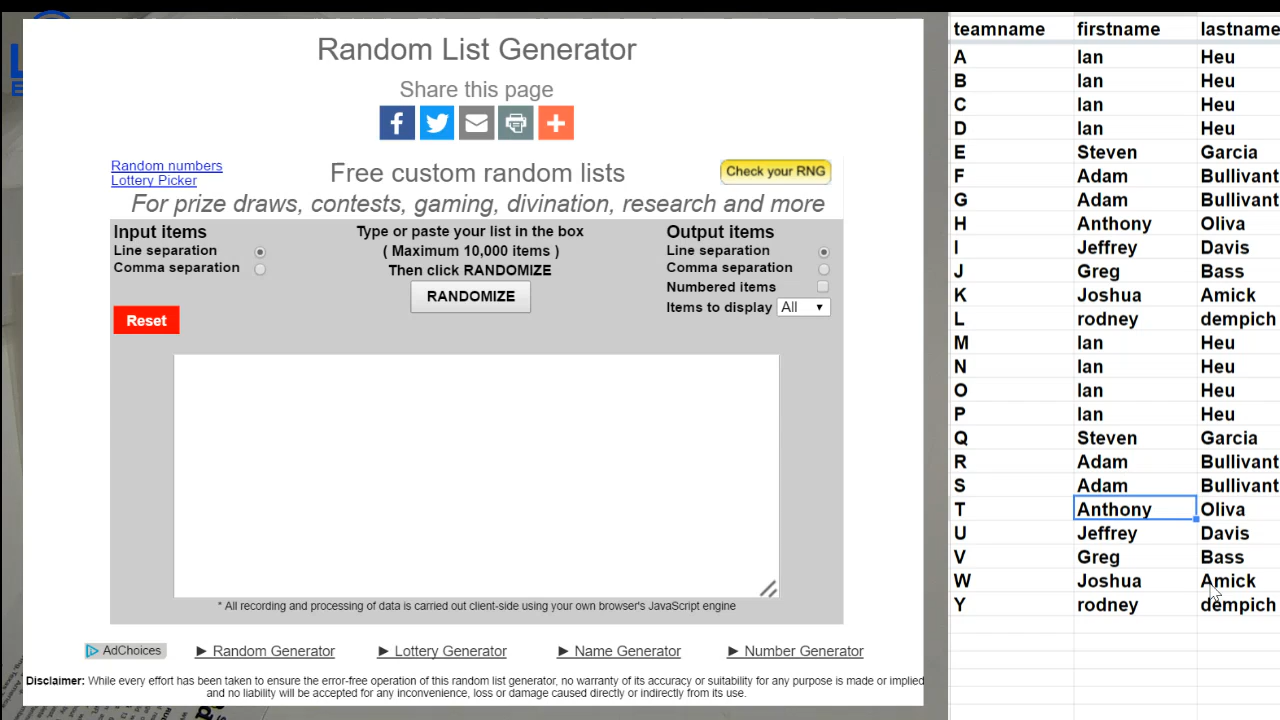 Random List Generator
Share this page
Random numbers
Lottery Picker
Free custom random lists
Check your RNG
For prize draws, contests, gaming, divination, research and more
Input items
Line separation
Comma separation
Reset
Type or paste your list in the box
( Maximum 10,000 items )
Then click RANDOMIZE
RANDOMIZE
Output items
Line separation
Comma separation
Numbered items
Items to display All
* All recording and processing of data is carried out client-side using your own browser's JavaScript engine
AdChoices
► Random Generator
► Lottery Generator
► Name Generator
► Number Generator
Disclaimer: While every effort has been taken to ensure the error-free operation of this random list generator, no warranty of its accuracy or suitability for any purpose is made or implied
and no liability will be accepted for any inconvenience, loss or damage caused directly or indirectly from its use.
teamname firstname lastname
A Ian Heu
B Ian Heu
C Ian Heu
D Ian Heu
E Steven Garcia
F Adam Bullivant
G Adam Bullivant
H Anthony Oliva
I Jeffrey Davis
J Greg Bass
K Joshua Amick
L rodney dempich
M Ian Heu
N Ian Heu
O Ian Heu
P Ian Heu
Q Steven Garcia
R Adam Bullivant
S Adam Bullivant
T Anthony Oliva
U Jeffrey Davis
V Greg Bass
W Joshua Amick
Y rodney dempich